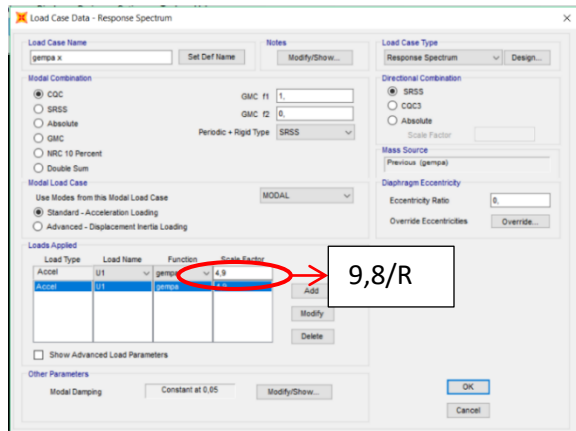 Load Case Data - Response Spectrum
Load Case Name
gempa x
Set Def Name
Notes
Modify/Show...
Load Case Type
Response Spectrum
Design...
Modal Combination
CQC
SRSS
Absolute
GMC
NRC 10 Percent
Double Sum
GMC f1 1,
GMC f2 0,
Periodic + Rigid Type SRSS
Directional Combination
SRSS
CQC3
Absolute
Scale Factor
Mass Source
Previous (gempa)
Modal Load Case
Use Modes from this Modal Load Case MODAL
Standard - Acceleration Loading
Advanced - Displacement Inertia Loading
Diaphragm Eccentricity
Eccentricity Ratio 0,
Override Eccentricities Override...
Loads Applied
Load Type Load Name Function Scale Factor
Accel U1 gempa 4,9
Accel U1 gempa 4,9
Add
Modify
Delete
Show Advanced Load Parameters
9,8/R
Other Parameters
Modal Damping Constant at 0,05 Modify/Show...
OK
Cancel